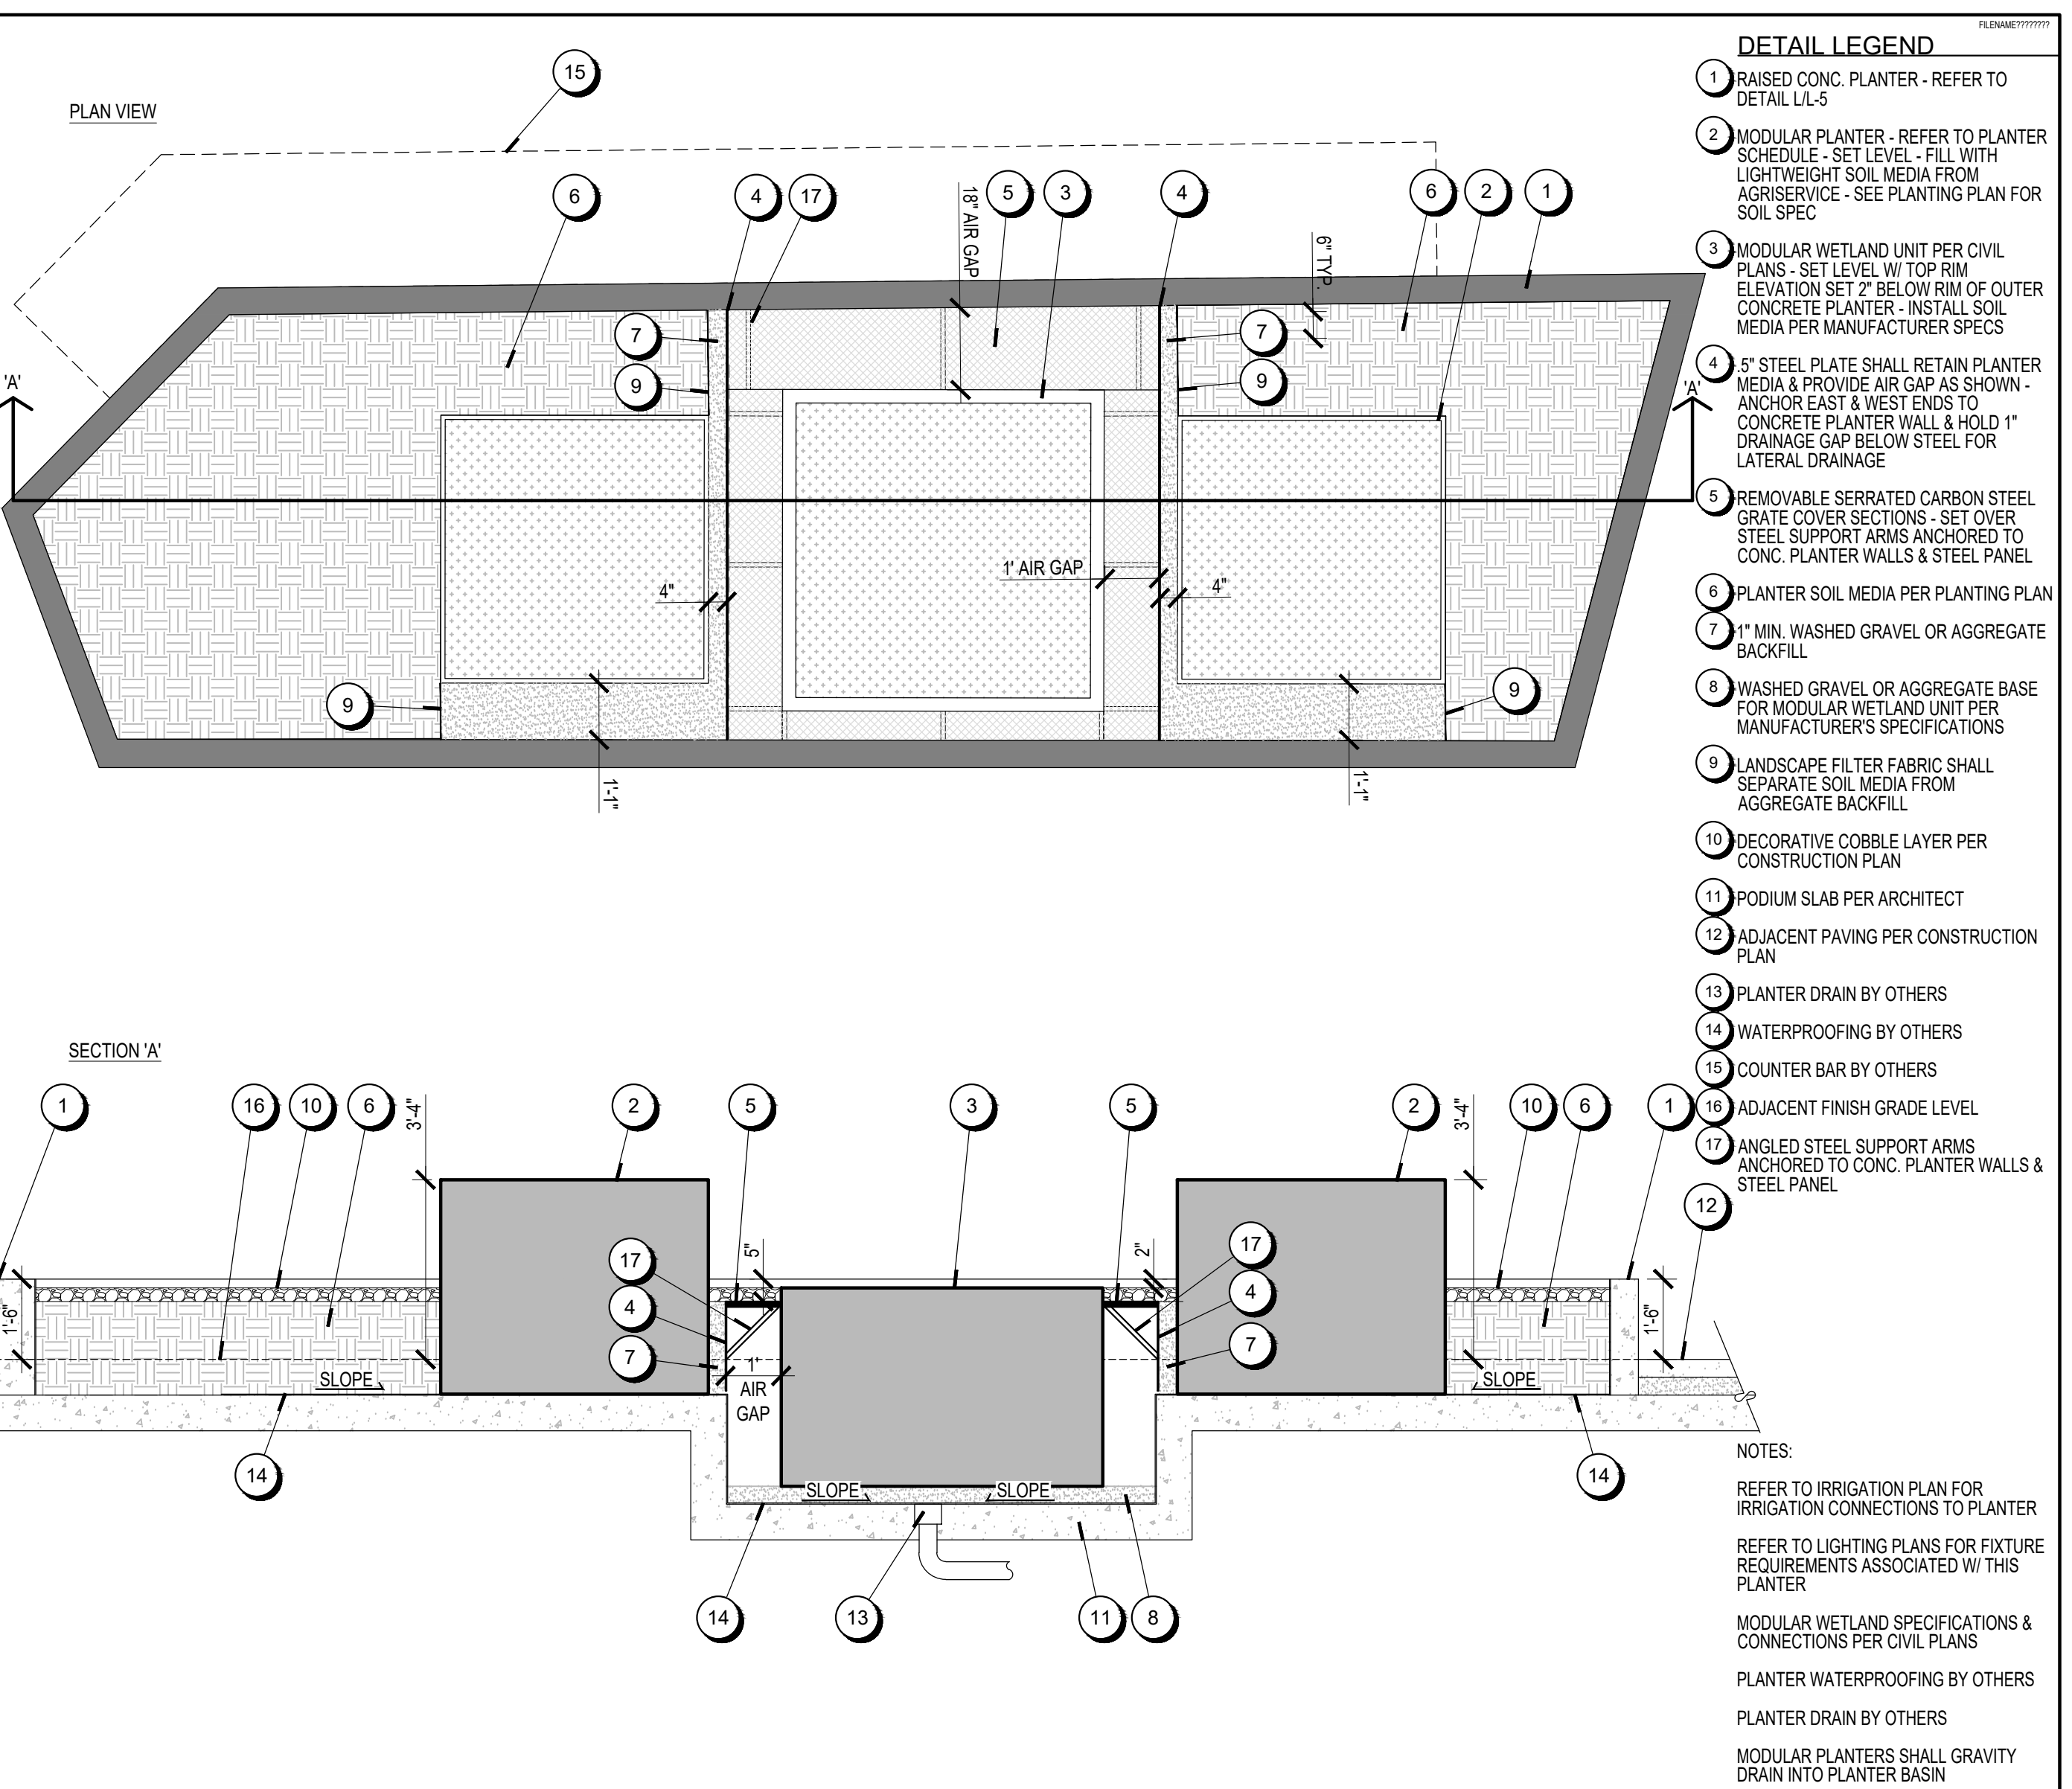 FILENAME????????
DETAIL LEGEND
1 RAISED CONC. PLANTER - REFER TO
DETAIL L/L-5
2 MODULAR PLANTER - REFER TO PLANTER
SCHEDULE - SET LEVEL - FILL WITH
LIGHTWEIGHT SOIL MEDIA FROM
AGRISERVICE - SEE PLANTING PLAN FOR
SOIL SPEC
3 MODULAR WETLAND UNIT PER CIVIL
PLANS - SET LEVEL W/ TOP RIM
ELEVATION SET 2" BELOW RIM OF OUTER
CONCRETE PLANTER - INSTALL SOIL
MEDIA PER MANUFACTURER SPECS
4 .5" STEEL PLATE SHALL RETAIN PLANTER
MEDIA & PROVIDE AIR GAP AS SHOWN -
ANCHOR EAST & WEST ENDS TO
CONCRETE PLANTER WALL & HOLD 1"
DRAINAGE GAP BELOW STEEL FOR
LATERAL DRAINAGE
5 REMOVABLE SERRATED CARBON STEEL
GRATE COVER SECTIONS - SET OVER
STEEL SUPPORT ARMS ANCHORED TO
CONC. PLANTER WALLS & STEEL PANEL
6 PLANTER SOIL MEDIA PER PLANTING PLAN
7 1" MIN. WASHED GRAVEL OR AGGREGATE
BACKFILL
8 WASHED GRAVEL OR AGGREGATE BASE
FOR MODULAR WETLAND UNIT PER
MANUFACTURER'S SPECIFICATIONS
9 LANDSCAPE FILTER FABRIC SHALL
SEPARATE SOIL MEDIA FROM
AGGREGATE BACKFILL
10 DECORATIVE COBBLE LAYER PER
CONSTRUCTION PLAN
11 PODIUM SLAB PER ARCHITECT
12 ADJACENT PAVING PER CONSTRUCTION
PLAN
13 PLANTER DRAIN BY OTHERS
14 WATERPROOFING BY OTHERS
15 COUNTER BAR BY OTHERS
16 ADJACENT FINISH GRADE LEVEL
17 ANGLED STEEL SUPPORT ARMS
ANCHORED TO CONC. PLANTER WALLS &
STEEL PANEL
NOTES:
REFER TO IRRIGATION PLAN FOR
IRRIGATION CONNECTIONS TO PLANTER
REFER TO LIGHTING PLANS FOR FIXTURE
REQUIREMENTS ASSOCIATED W/ THIS
PLANTER
MODULAR WETLAND SPECIFICATIONS &
CONNECTIONS PER CIVIL PLANS
PLANTER WATERPROOFING BY OTHERS
PLANTER DRAIN BY OTHERS
MODULAR PLANTERS SHALL GRAVITY
DRAIN INTO PLANTER BASIN
PLAN VIEW
15
6
4
17
18" AIR GAP
5
3
4
6" TYP.
6
2
1
7
7
9
9
'A'
'A'
1' AIR GAP
4"
4"
9
9
1'-1"
1'-1"
SECTION 'A'
1
16
10
6
3'-4"
2
5
3
5
2
3'-4"
10
6
1
12
17
5"
2"
17
4
4
1'-6"
1'-6"
7
7
1'
AIR
GAP
SLOPE
SLOPE
SLOPE
SLOPE
14
14
14
13
11
8